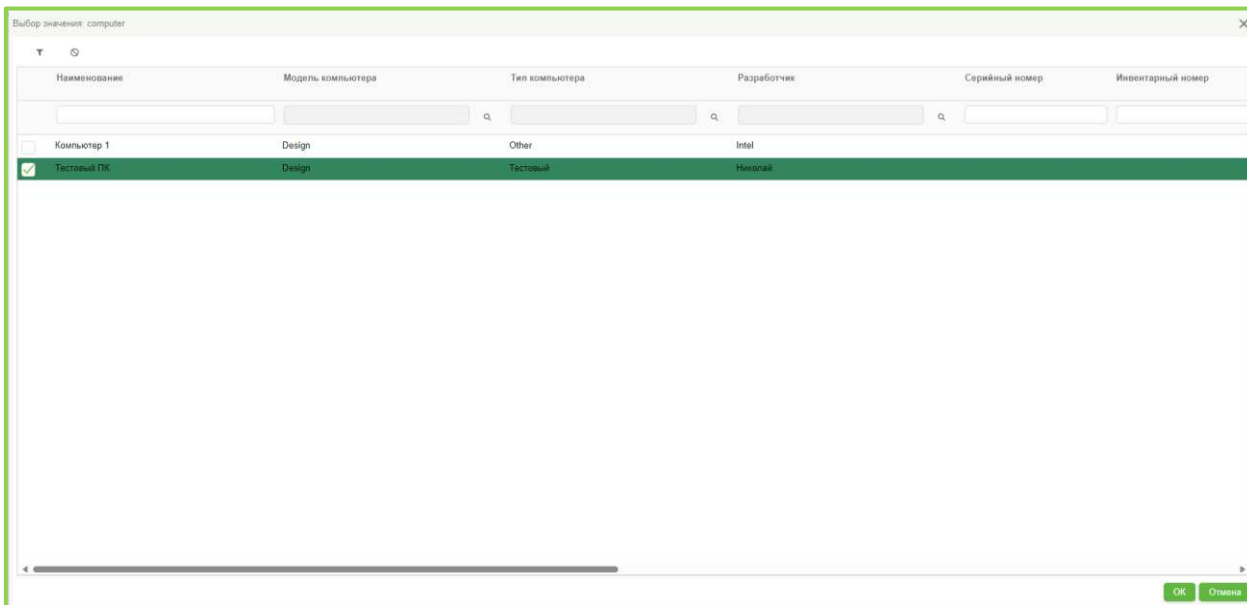 Выбор значения: computer
Наименование Модель компьютера Тип компьютера Разработчик Серийный номер Инвентарный номер
Компьютер 1 Design Other Intel
Тестовый ПК Design Тестовый Николай
ОК Отмена